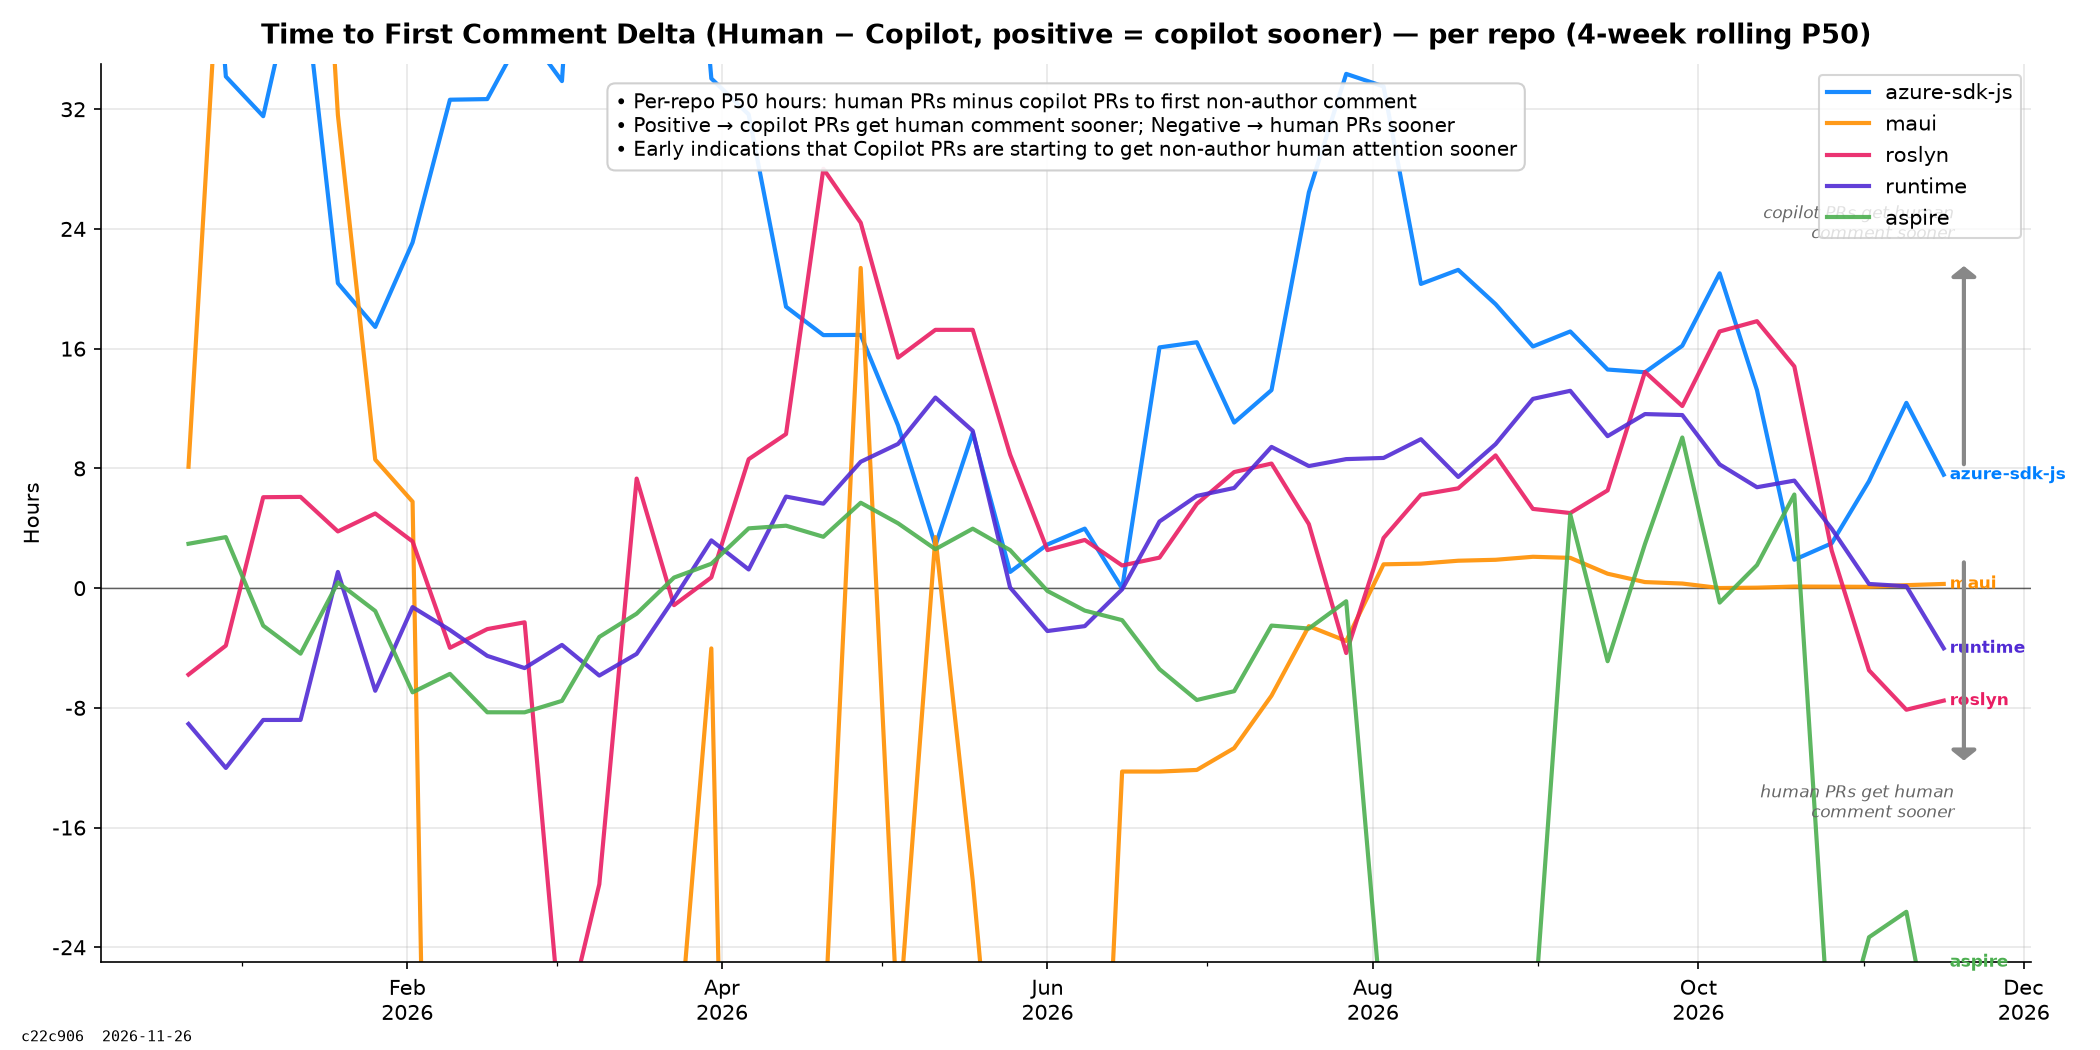 Time to First Comment Delta (Human − Copilot, positive = copilot sooner) — per repo (4-week rolling P50)
• Per-repo P50 hours: human PRs minus copilot PRs to first non-author comment
• Positive → copilot PRs get human comment sooner; Negative → human PRs sooner
• Early indications that Copilot PRs are starting to get non-author human attention sooner
azure-sdk-js
maui
roslyn
runtime
aspire
copilot PRs get human
comment sooner
32
24
16
8
0
-8
-16
-24
Hours
azure-sdk-js
maui
runtime
roslyn
human PRs get human
comment sooner
aspire
Feb
2026
Apr
2026
Jun
2026
Aug
2026
Oct
2026
Dec
2026
c22c906 2026-11-26